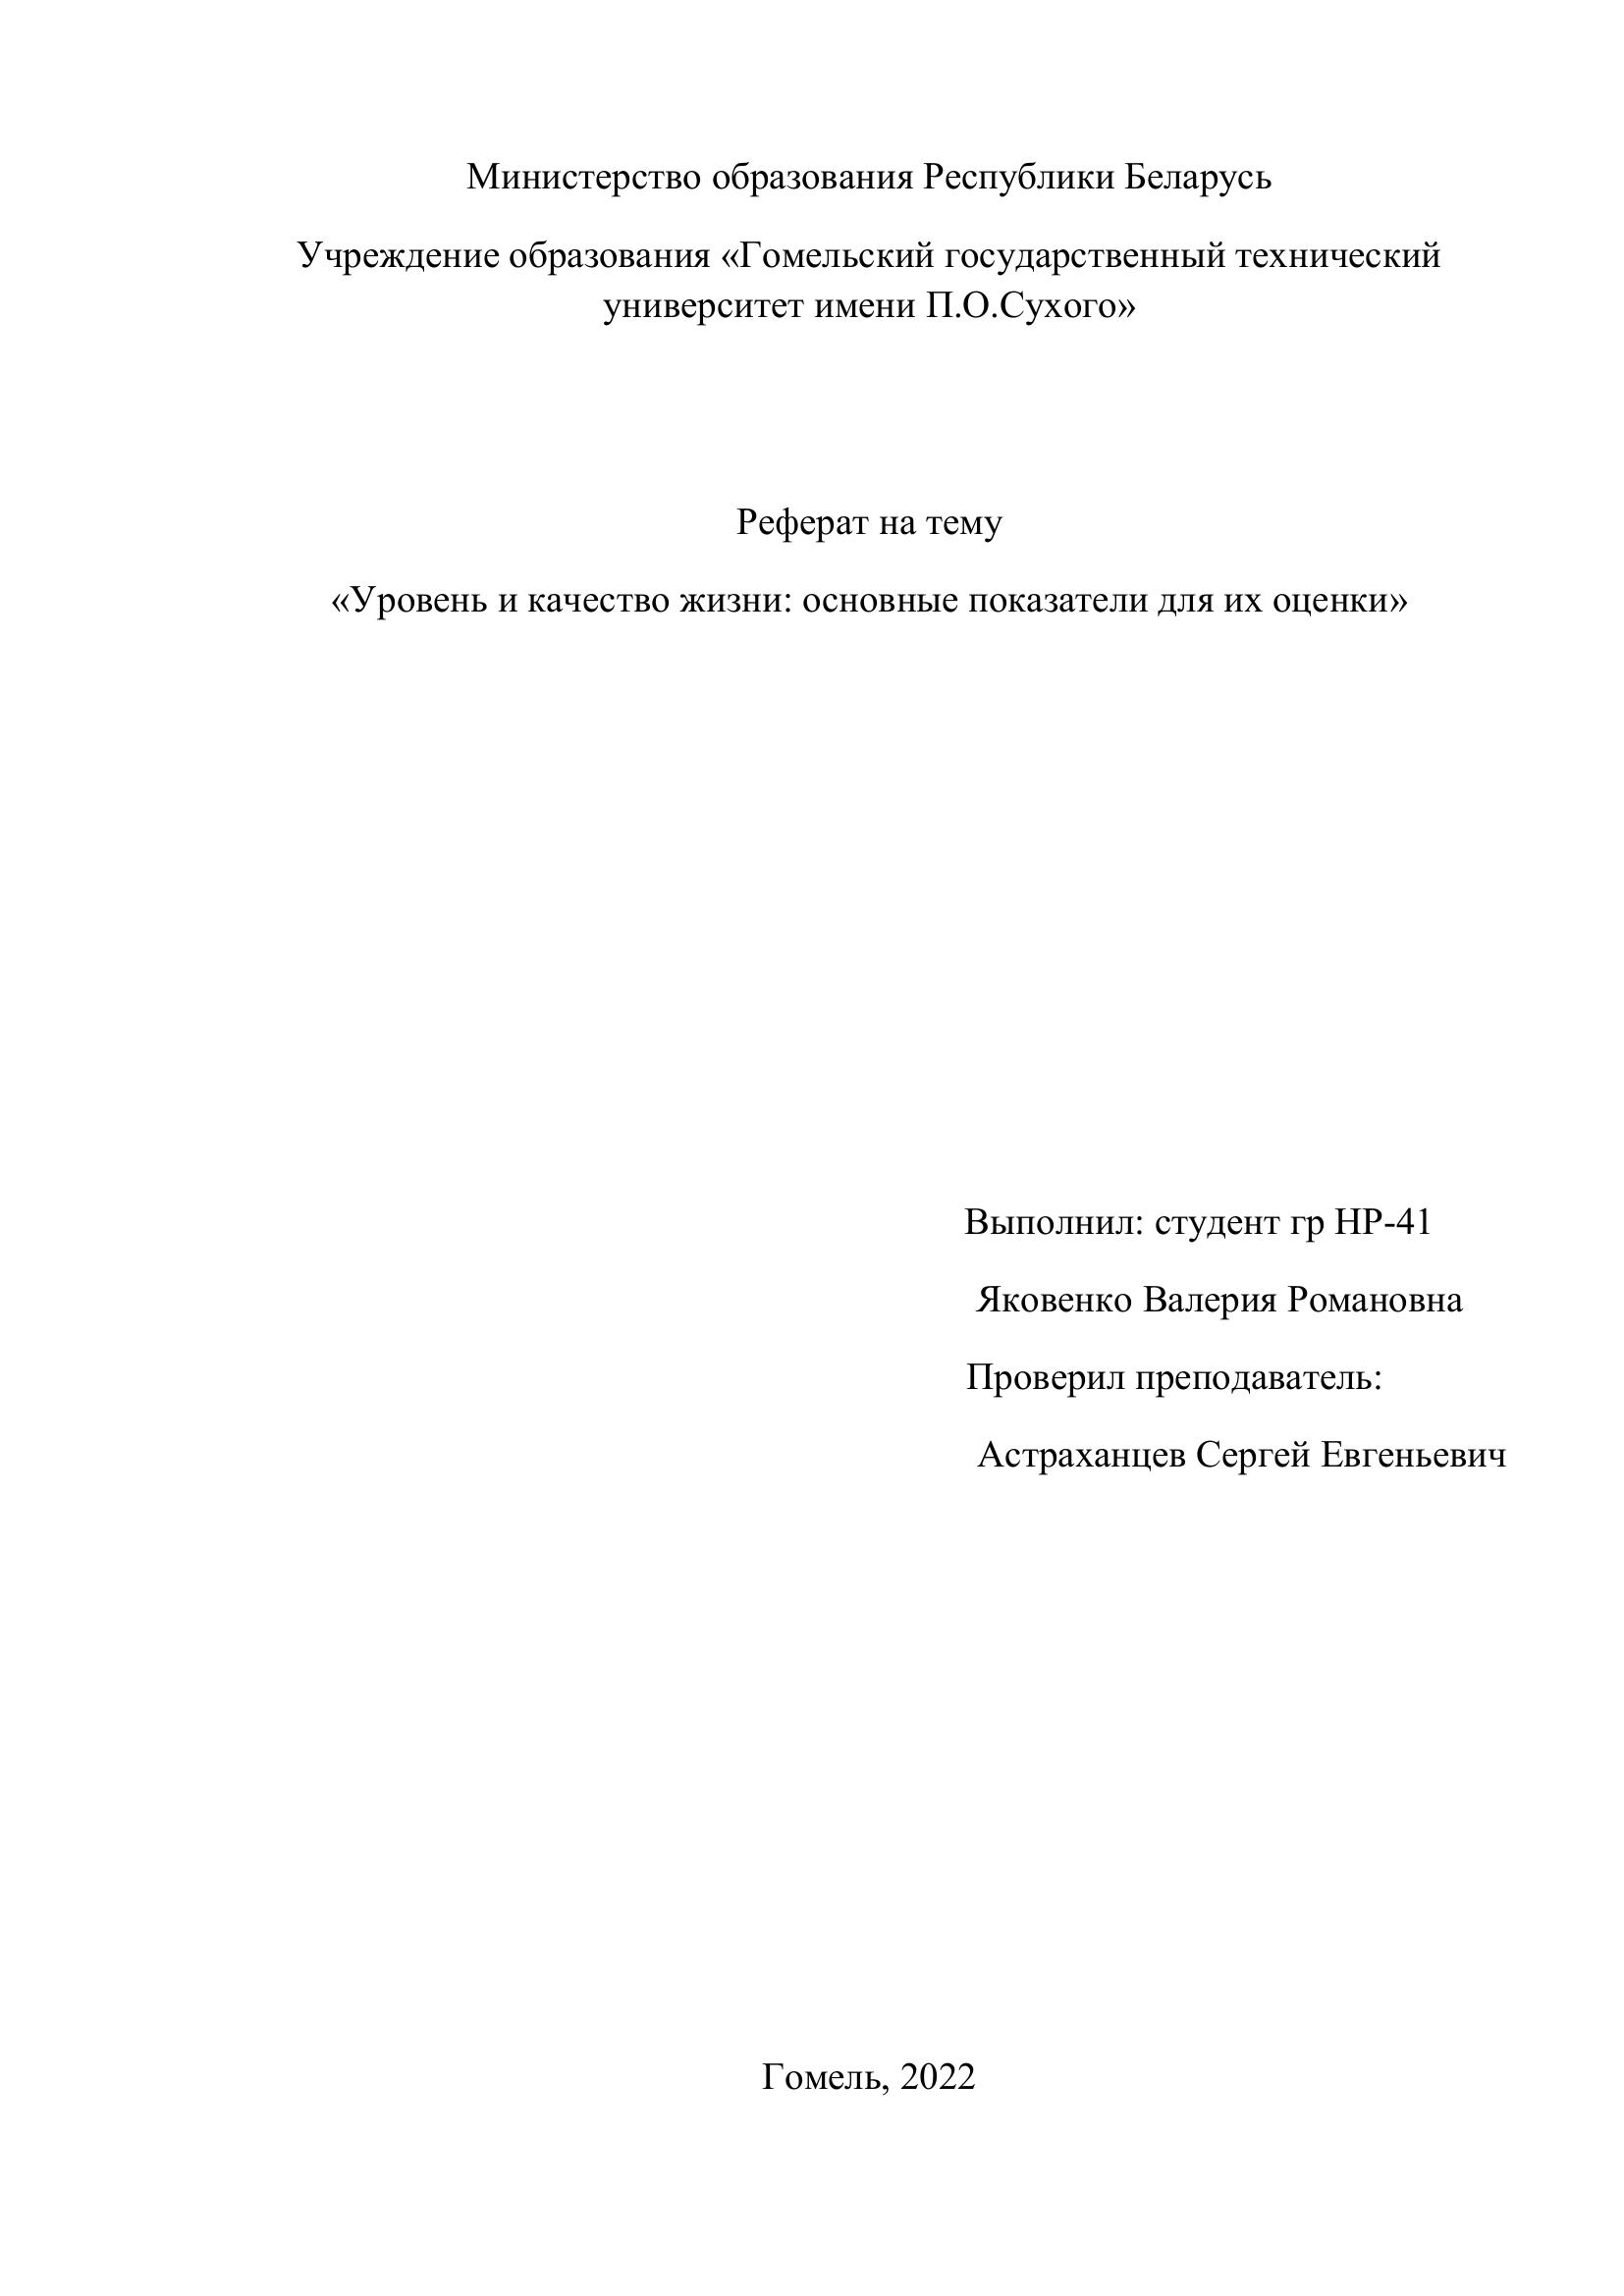 Министерство образования Республики Беларусь
Учреждение образования «Гомельский государственный технический
университет имени П.О.Сухого»
Реферат на тему
«Уровень и качество жизни: основные показатели для их оценки»
Выполнил: студент гр НР-41
Яковенко Валерия Романовна
Проверил преподаватель:
Астраханцев Сергей Евгеньевич
Гомель, 2022